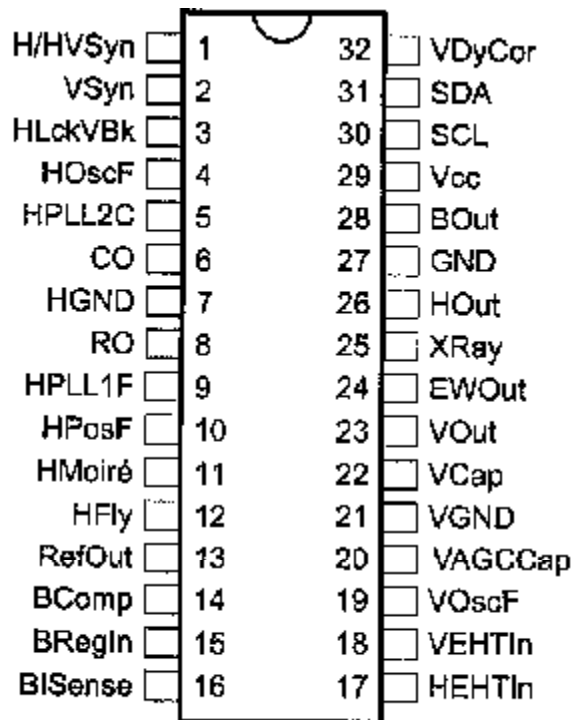 H/HVSyn 1 32 VDyCor
VSyn 2 31 SDA
HLckVBk 3 30 SCL
HOscF 4 29 Vcc
HPLL2C 5 28 BOut
CO 6 27 GND
HGND 7 26 HOut
RO 8 25 XRay
HPLL1F 9 24 EWOut
HPosF 10 23 VOut
HMoiré 11 22 VCap
HFly 12 21 VGND
RefOut 13 20 VAGCCap
BComp 14 19 VOscF
BRegIn 15 18 VEHTIn
BISense 16 17 HEHTIn